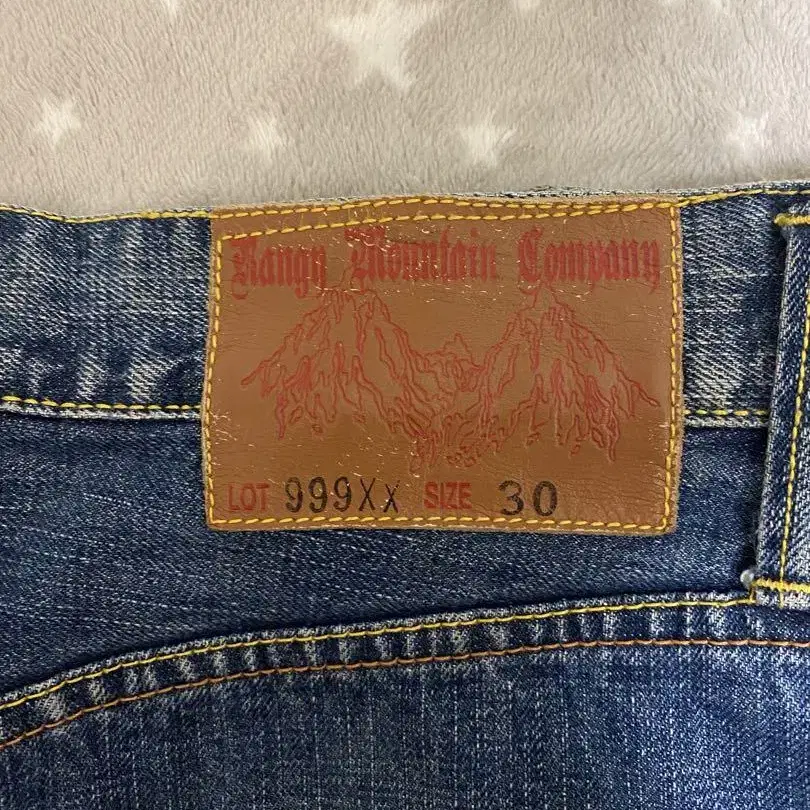 Rangy Mountain Company
LOT 999XX SIZE 30